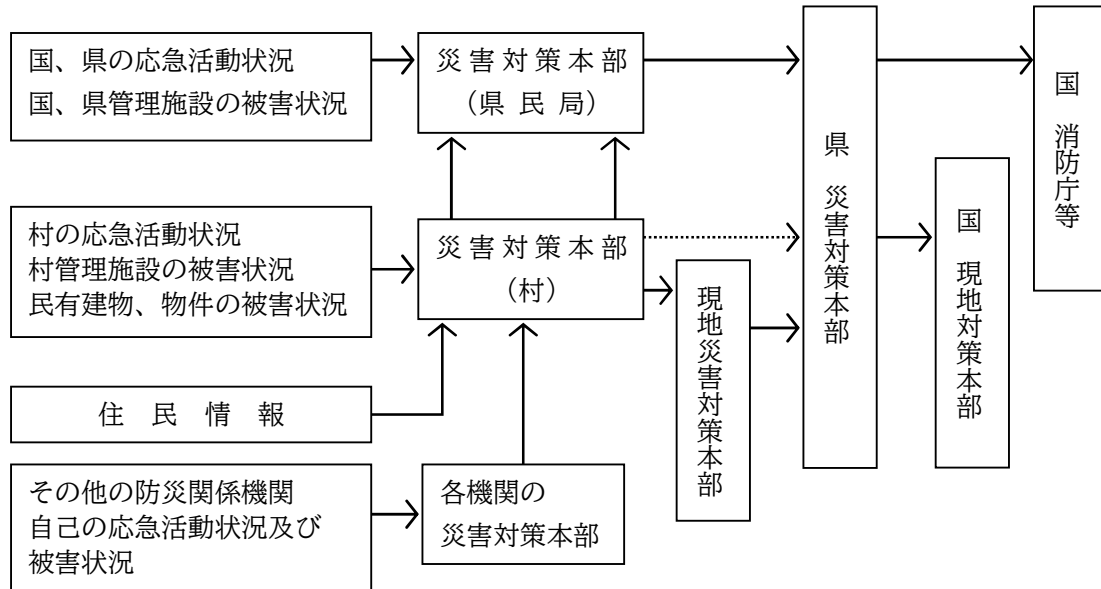 国、県の応急活動状況
国、県管理施設の被害状況
災害対策本部
（県民局）
村の応急活動状況
村管理施設の被害状況
民有建物、物件の被害状況
災害対策本部
（村）
住民情報
その他の防災関係機関
自己の応急活動状況及び
被害状況
各機関の
災害対策本部
現地災害対策本部
県　災害対策本部
国　現地対策本部
国　消防庁等